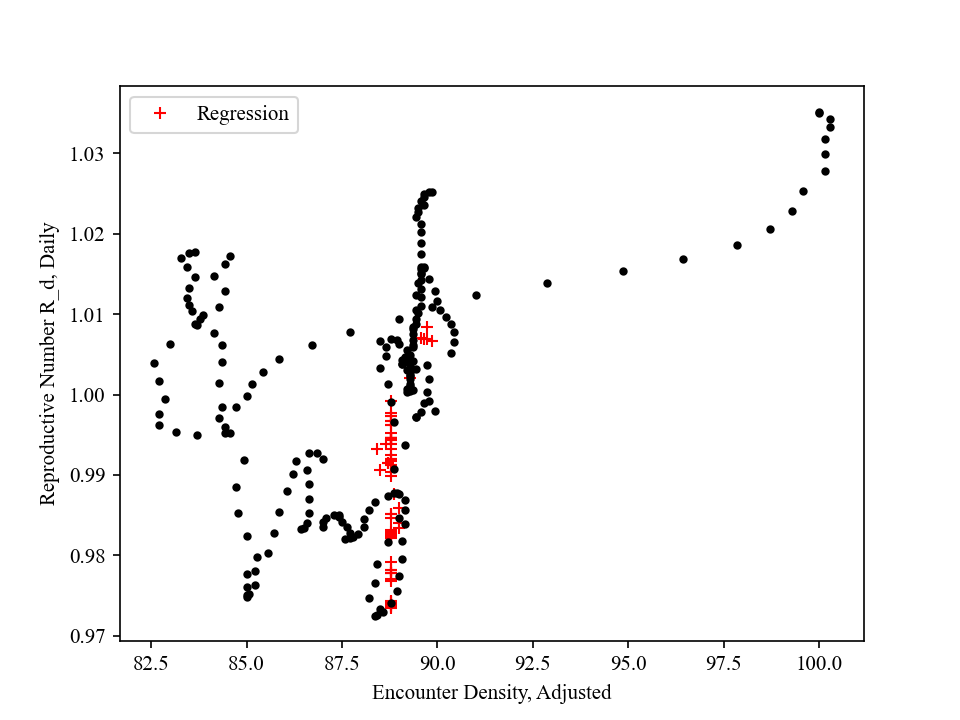 Regression
1.03
1.02
1.01
1.00
0.99
0.98
0.97
Reproductive Number R_d, Daily
82.5 85.0 87.5 90.0 92.5 95.0 97.5 100.0
Encounter Density, Adjusted